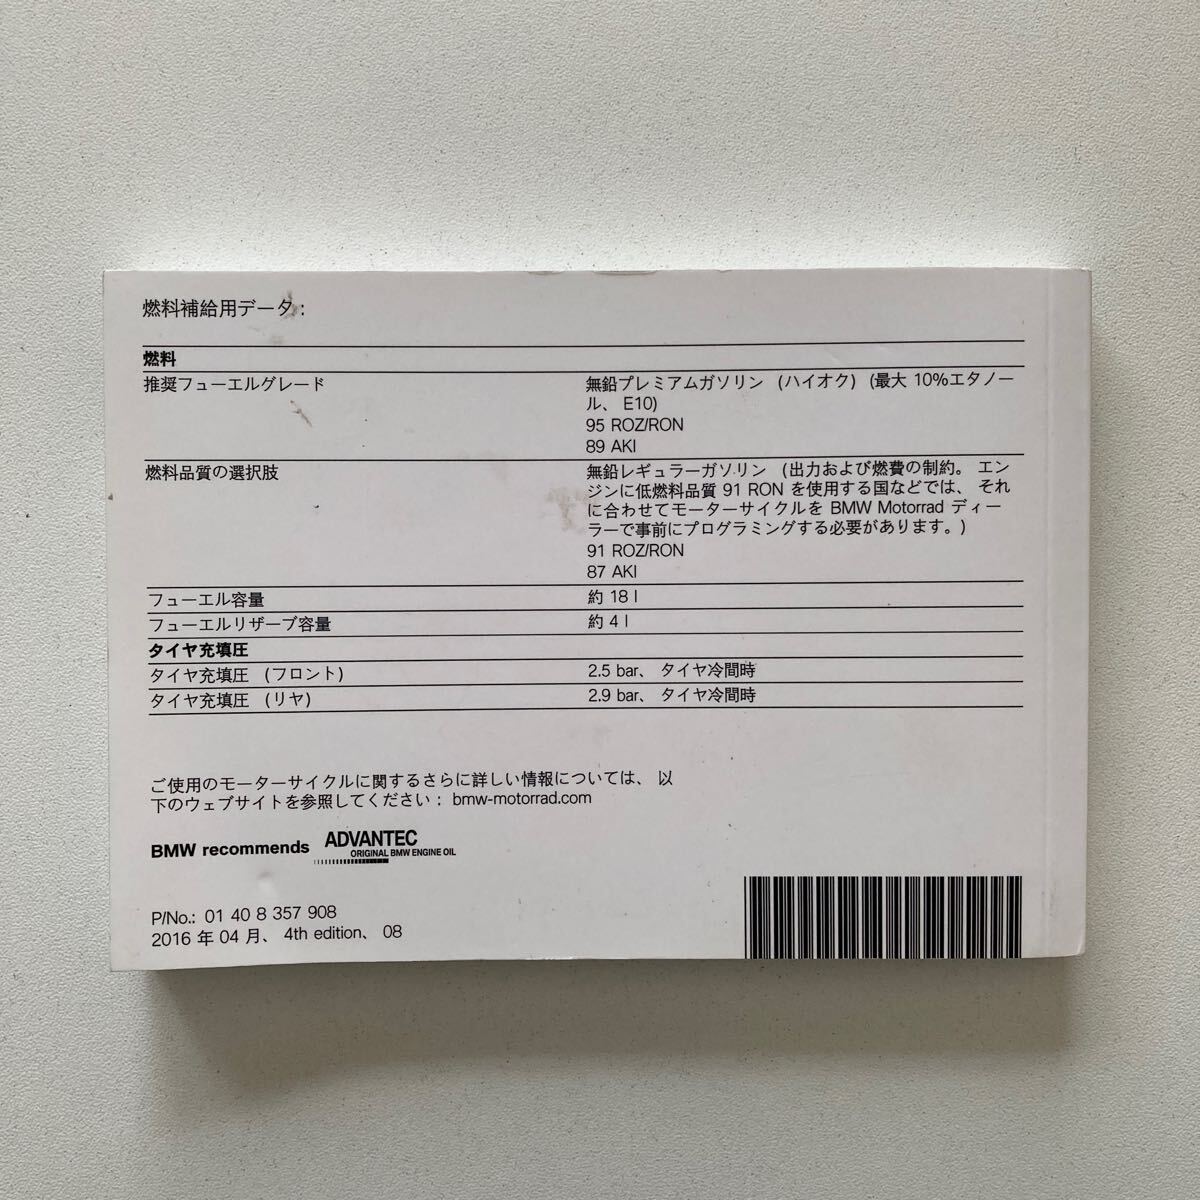 燃料補給用データ:
燃料
推奨フューエルグレード
無鉛プレミアムガソリン (ハイオク) (最大 10%エタノー
ル、 E10)
95 ROZ/RON
89 AKI
燃料品質の選択肢
無鉛レギュラーガソリン (出力および燃費の制約。 エン
ジンに低燃料品質 91 RON を使用する国などでは、 それ
に合わせてモーターサイクルを BMW Motorrad ディー
ラーで事前にプログラミングする必要があります。)
91 ROZ/RON
87 AKI
フューエル容量
約 18 l
フューエルリザーブ容量
約 4 l
タイヤ充填圧
タイヤ充填圧 (フロント)
2.5 bar、 タイヤ冷間時
タイヤ充填圧 (リヤ)
2.9 bar、 タイヤ冷間時
ご使用のモーターサイクルに関するさらに詳しい情報については、 以
下のウェブサイトを参照してください: bmw-motorrad.com
BMW recommends
ADVANTEC
ORIGINAL BMW ENGINE OIL
P/No.: 01 40 8 357 908
2016 年 04 月、 4th edition、 08